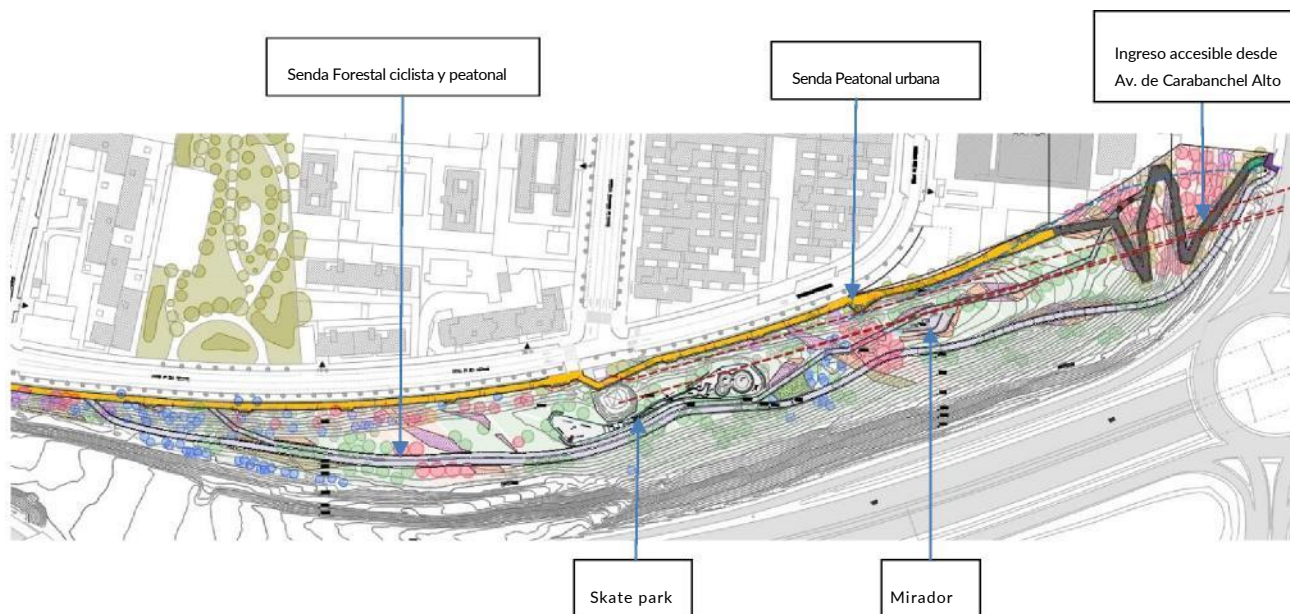 Senda Forestal ciclista y peatonal
Senda Peatonal urbana
Ingreso accesible desde
Av. de Carabanchel Alto
Skate park
Mirador